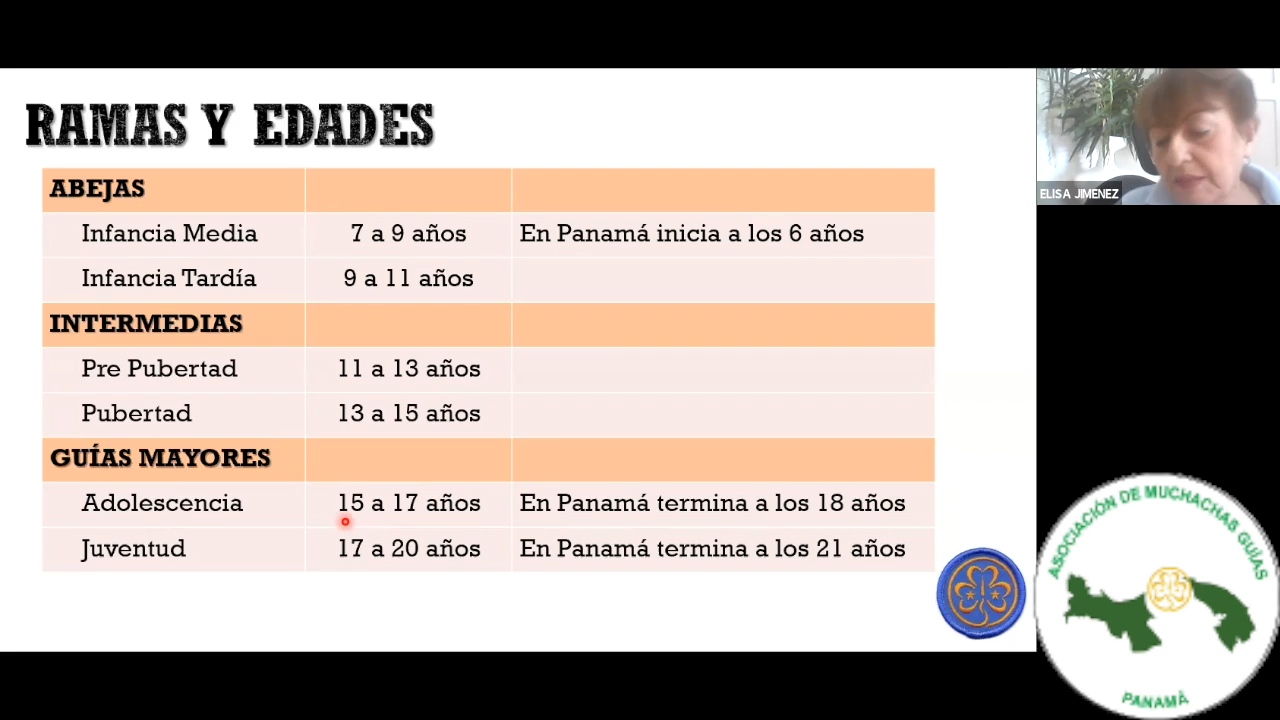 RAMAS Y EDADES
ABEJAS
Infancia Media 7 a 9 años En Panamá inicia a los 6 años
Infancia Tardía 9 a 11 años
INTERMEDIAS
Pre Pubertad 11 a 13 años
Pubertad 13 a 15 años
GUÍAS MAYORES
Adolescencia 15 a 17 años En Panamá termina a los 18 años
Juventud 17 a 20 años En Panamá termina a los 21 años
ELISA JIMENEZ
ASOCIACIÓN DE MUCHACHAS GUÍAS
PANAMÁ